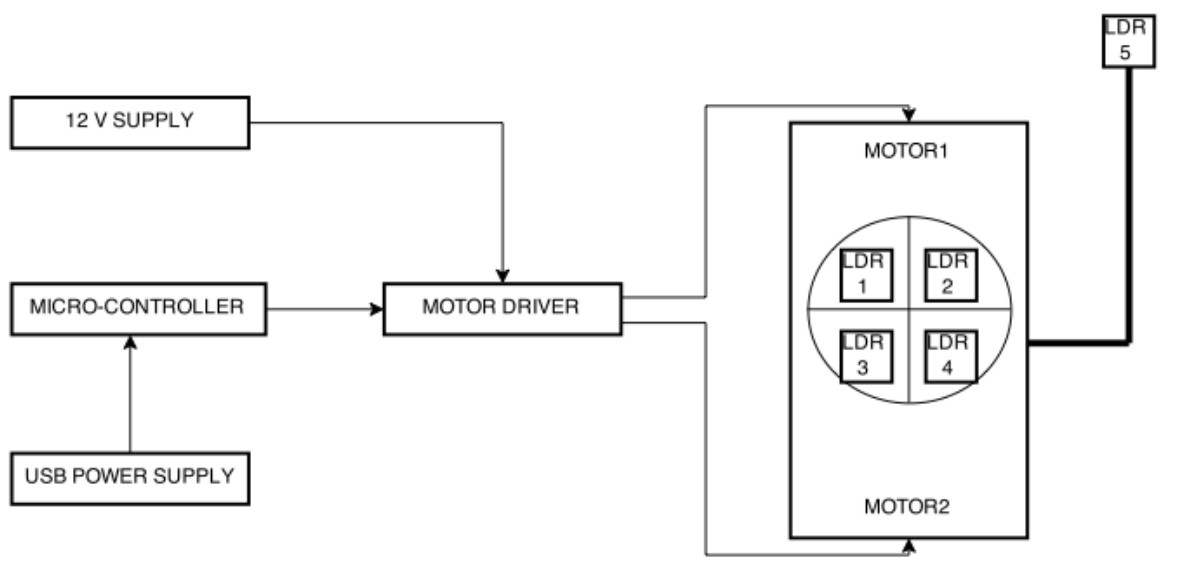 LDR
5
12 V SUPPLY
MOTOR1
LDR
1
LDR
2
MICRO-CONTROLLER
MOTOR DRIVER
LDR
3
LDR
4
USB POWER SUPPLY
MOTOR2